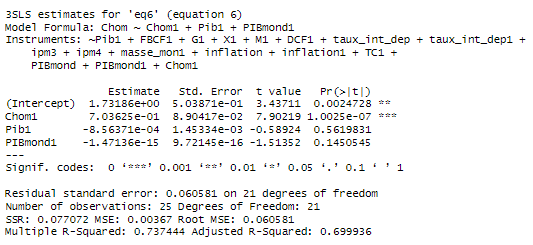 3SLS estimates for 'eq6' (equation 6)
Model Formula: Chom ~ Chom1 + Pib1 + PIBmond1
Instruments: ~Pib1 + FBCF1 + G1 + X1 + M1 + DCF1 + taux_int_dep + taux_int_dep1 +
ipm3 + ipm4 + masse_mon1 + inflation + inflation1 + TC1 +
PIBmond + PIBmond1 + Chom1
Estimate Std. Error t value Pr(>|t|)
(Intercept) 1.73186e+00 5.03871e-01 3.43711 0.0024728 **
Chom1 7.03625e-01 8.90417e-02 7.90219 1.0025e-07 ***
Pib1 -8.56371e-04 1.45334e-03 -0.58924 0.5619831
PIBmond1 -1.47136e-15 9.72145e-16 -1.51352 0.1450545
---
Signif. codes: 0 ‘***’ 0.001 ‘**’ 0.01 ‘*’ 0.05 ‘.’ 0.1 ‘ ’ 1
Residual standard error: 0.060581 on 21 degrees of freedom
Number of observations: 25 Degrees of Freedom: 21
SSR: 0.077072 MSE: 0.00367 Root MSE: 0.060581
Multiple R-Squared: 0.737444 Adjusted R-Squared: 0.699936